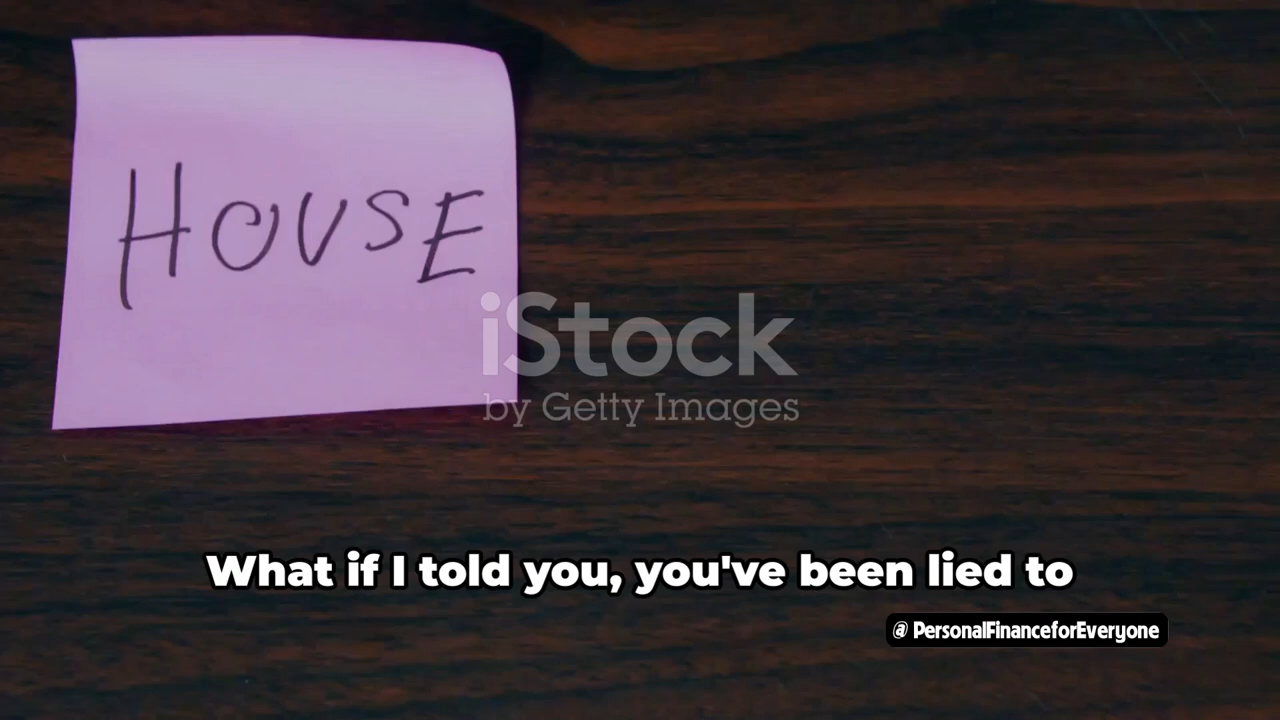 HOUSE
iStock
by Getty Images
What if I told you, you've been lied to
@ PersonalFinanceforEveryone